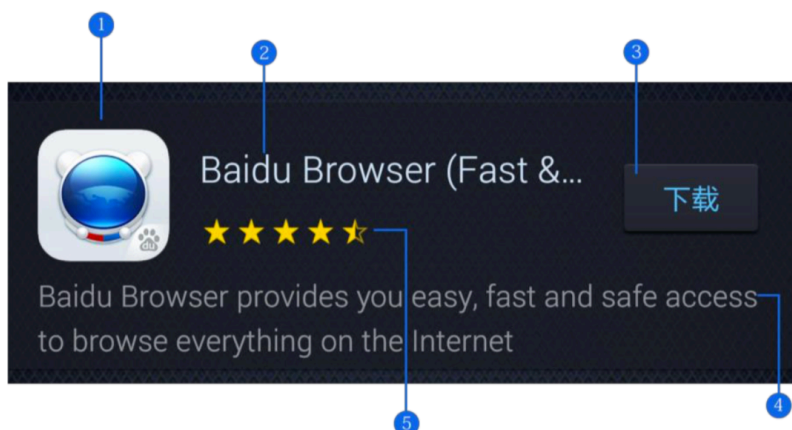 1
2
3
Baidu Browser (Fast &...
下载
du
Baidu Browser provides you easy, fast and safe access
to browse everything on the Internet
4
5